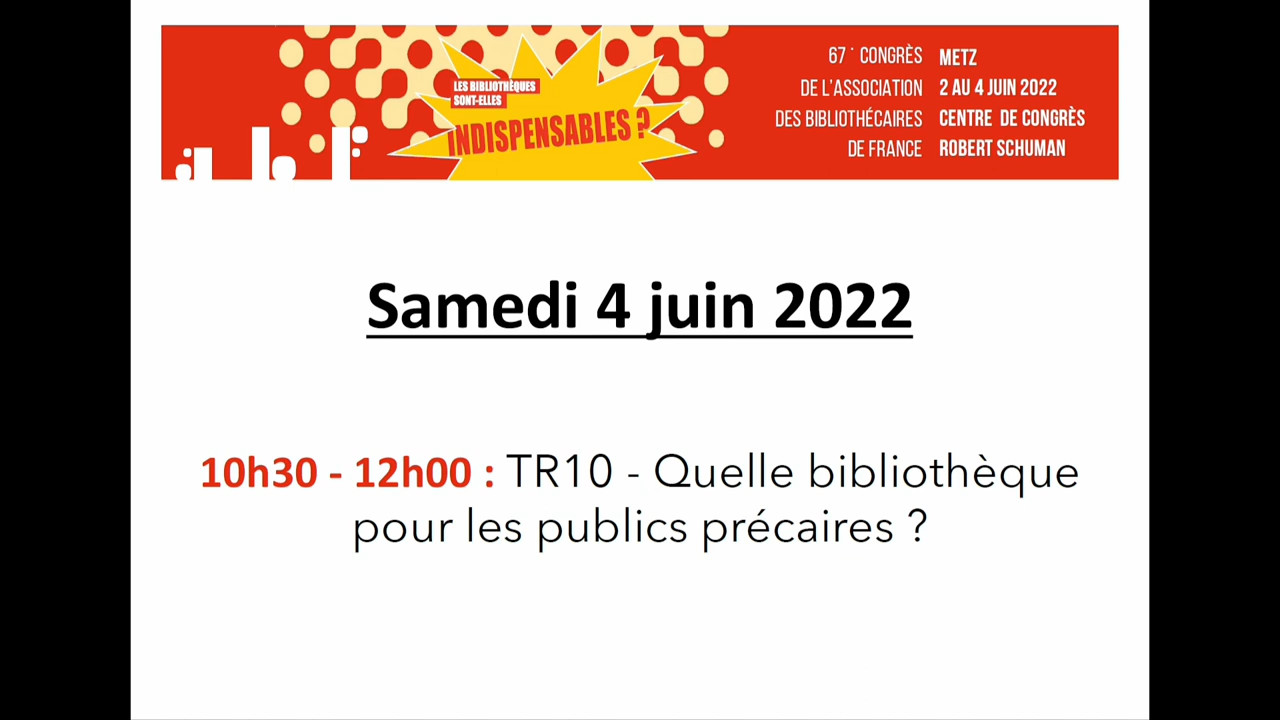 abf
LES BIBLIOTHÈQUES
SONT-ELLES
INDISPENSABLES ?
67° CONGRÈS
DE L'ASSOCIATION
DES BIBLIOTHÉCAIRES
DE FRANCE
METZ
2 AU 4 JUIN 2022
CENTRE DE CONGRÈS
ROBERT SCHUMAN
Samedi 4 juin 2022
10h30 - 12h00 : TR10 - Quelle bibliothèque
pour les publics précaires ?